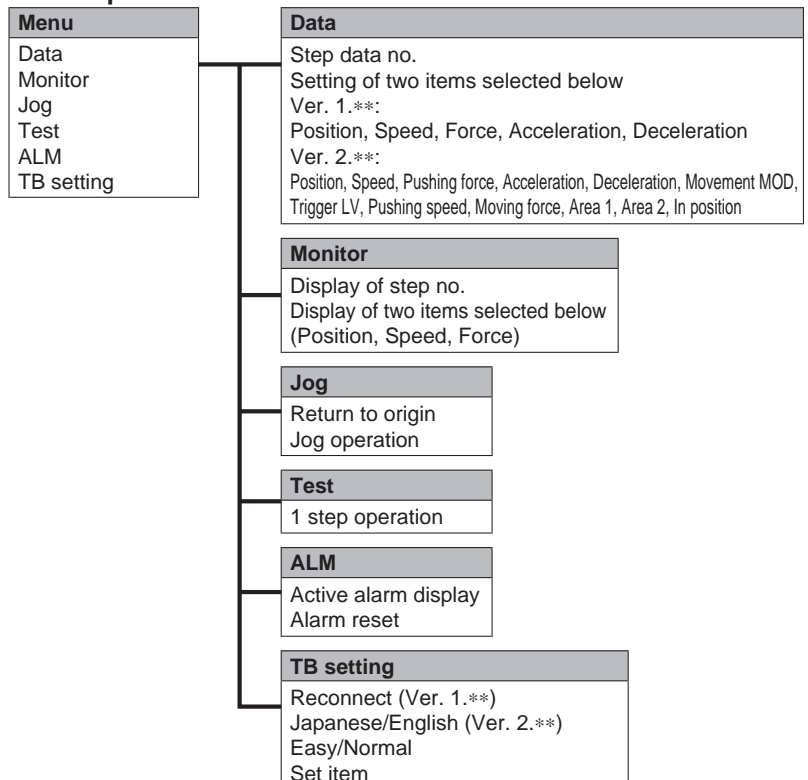 Menu
Data
Monitor
Jog
Test
ALM
TB setting
Data
Step data no.
Setting of two items selected below
Ver. 1.**:
Position, Speed, Force, Acceleration, Deceleration
Ver. 2.**:
Position, Speed, Pushing force, Acceleration, Deceleration, Movement MOD,
Trigger LV, Pushing speed, Moving force, Area 1, Area 2, In position
Monitor
Display of step no.
Display of two items selected below
(Position, Speed, Force)
Jog
Return to origin
Jog operation
Test
1 step operation
ALM
Active alarm display
Alarm reset
TB setting
Reconnect (Ver. 1.**)
Japanese/English (Ver. 2.**)
Easy/Normal
Set item